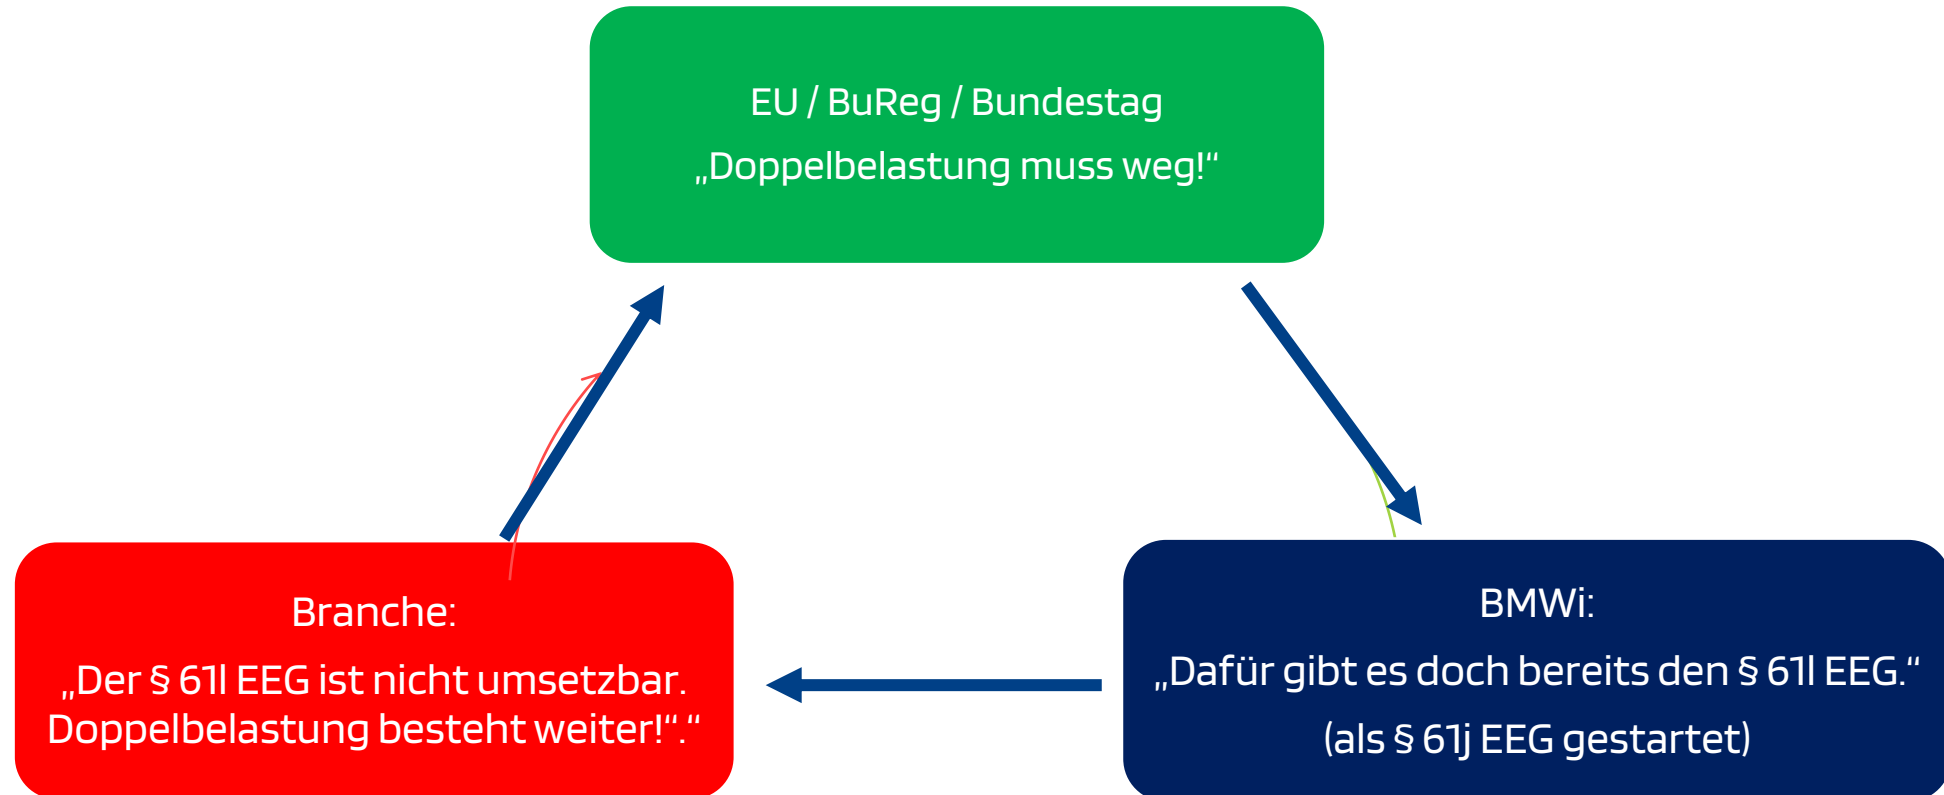 EU / BuReg / Bundestag
„Doppelbelastung muss weg!“
Branche:
„Der § 61l EEG ist nicht umsetzbar.
Doppelbelastung besteht weiter!“.“
BMWi:
„Dafür gibt es doch bereits den § 61l EEG.“
(als § 61j EEG gestartet)